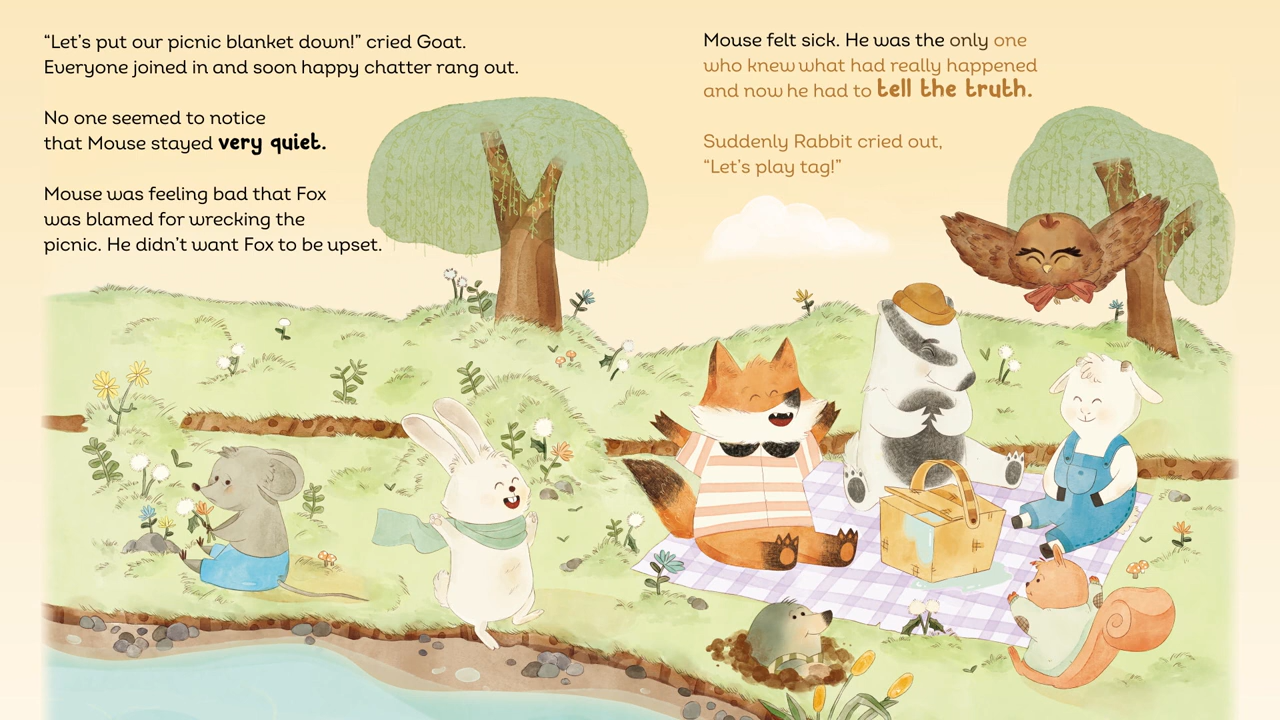 “Let’s put our picnic blanket down!” cried Goat.
Everyone joined in and soon happy chatter rang out.
No one seemed to notice
that Mouse stayed very quiet.
Mouse was feeling bad that Fox
was blamed for wrecking the
picnic. He didn’t want Fox to be upset.
Mouse felt sick. He was the only one
who knew what had really happened
and now he had to tell the truth.
Suddenly Rabbit cried out,
“Let’s play tag!”